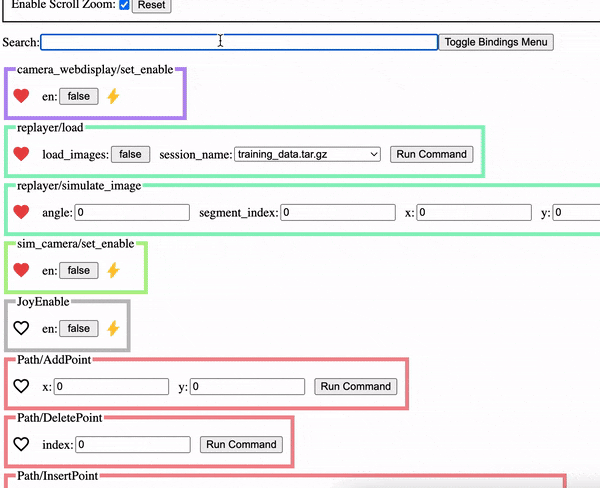 Enable Scroll Zoom: Reset
Search: Toggle Bindings Menu
camera_webdisplay/set_enable
en: false
replayer/load
load_images: false session_name: training_data.tar.gz Run Command
replayer/simulate_image
angle: 0 segment_index: 0 x: 0 y: 0
sim_camera/set_enable
en: false
JoyEnable
en: false
Path/AddPoint
x: 0 y: 0 Run Command
Path/DeletePoint
index: 0 Run Command
Path/InsertPoint